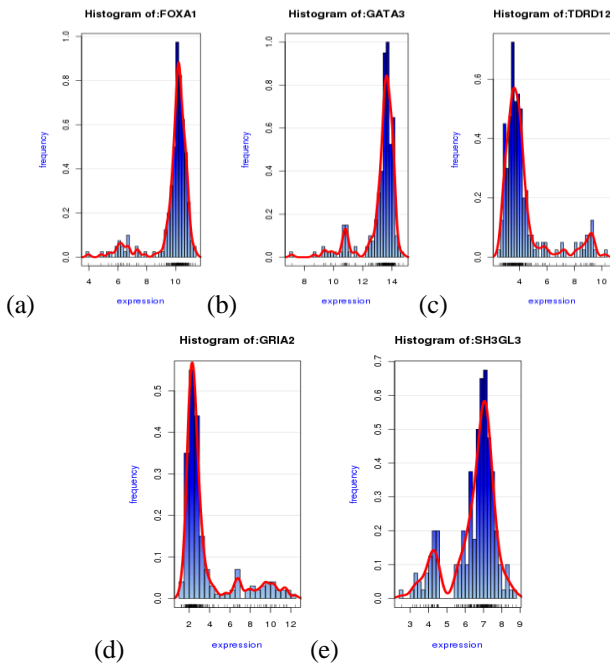 Histogram of:FOXA1
frequency
0.0 0.2 0.4 0.6 0.8 1.0
4 6 8 10
expression
(a)
Histogram of:GATA3
frequency
0.0 0.2 0.4 0.6 0.8 1.0
8 10 12 14
expression
(b)
Histogram of:TDRD12
frequency
0.0 0.2 0.4 0.6
4 6 8 10
expression
(c)
Histogram of:GRIA2
frequency
0.0 0.1 0.2 0.3 0.4 0.5
2 4 6 8 10 12
expression
(d)
Histogram of:SH3GL3
frequency
0.0 0.1 0.2 0.3 0.4 0.5 0.6 0.7
3 4 5 6 7 8 9
expression
(e)